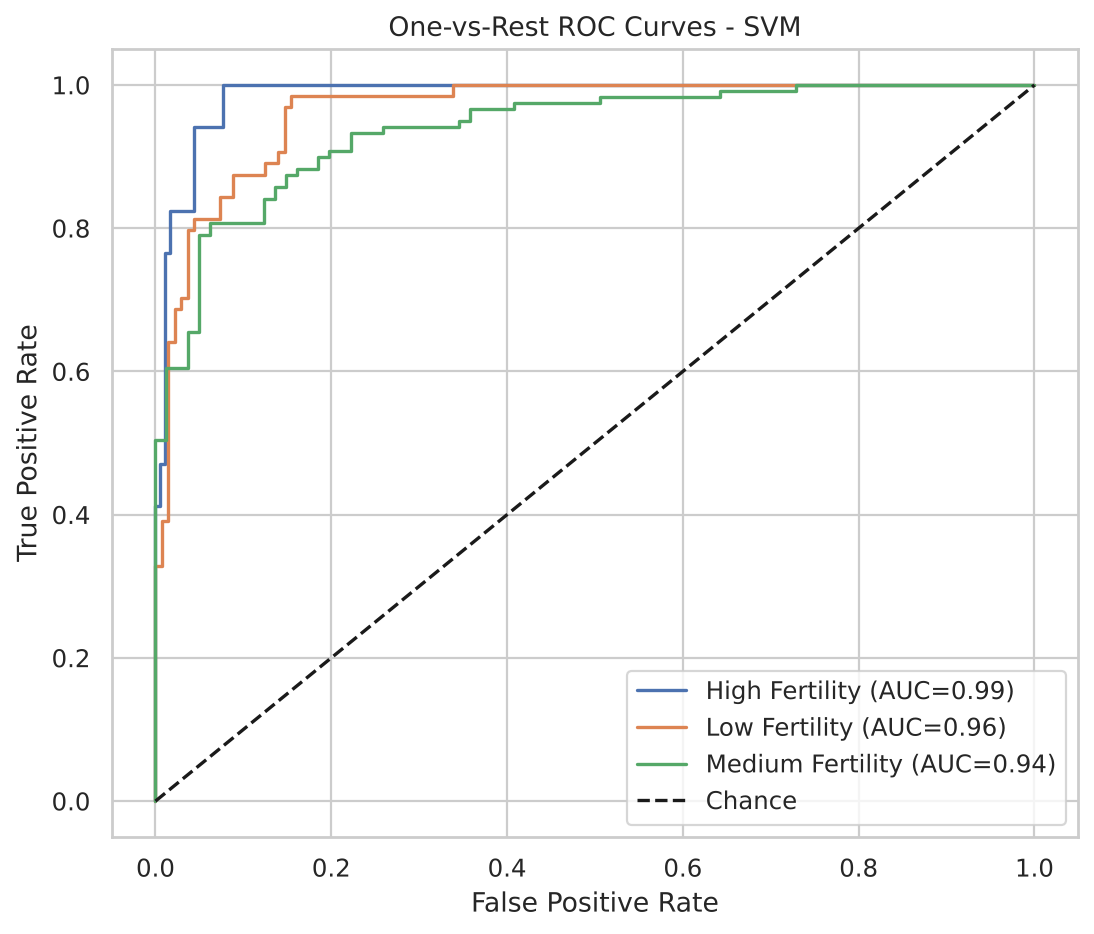 One-vs-Rest ROC Curves - SVM
1.0
0.8
0.6
0.4
0.2
0.0
True Positive Rate
0.0 0.2 0.4 0.6 0.8 1.0
False Positive Rate
High Fertility (AUC=0.99)
Low Fertility (AUC=0.96)
Medium Fertility (AUC=0.94)
Chance